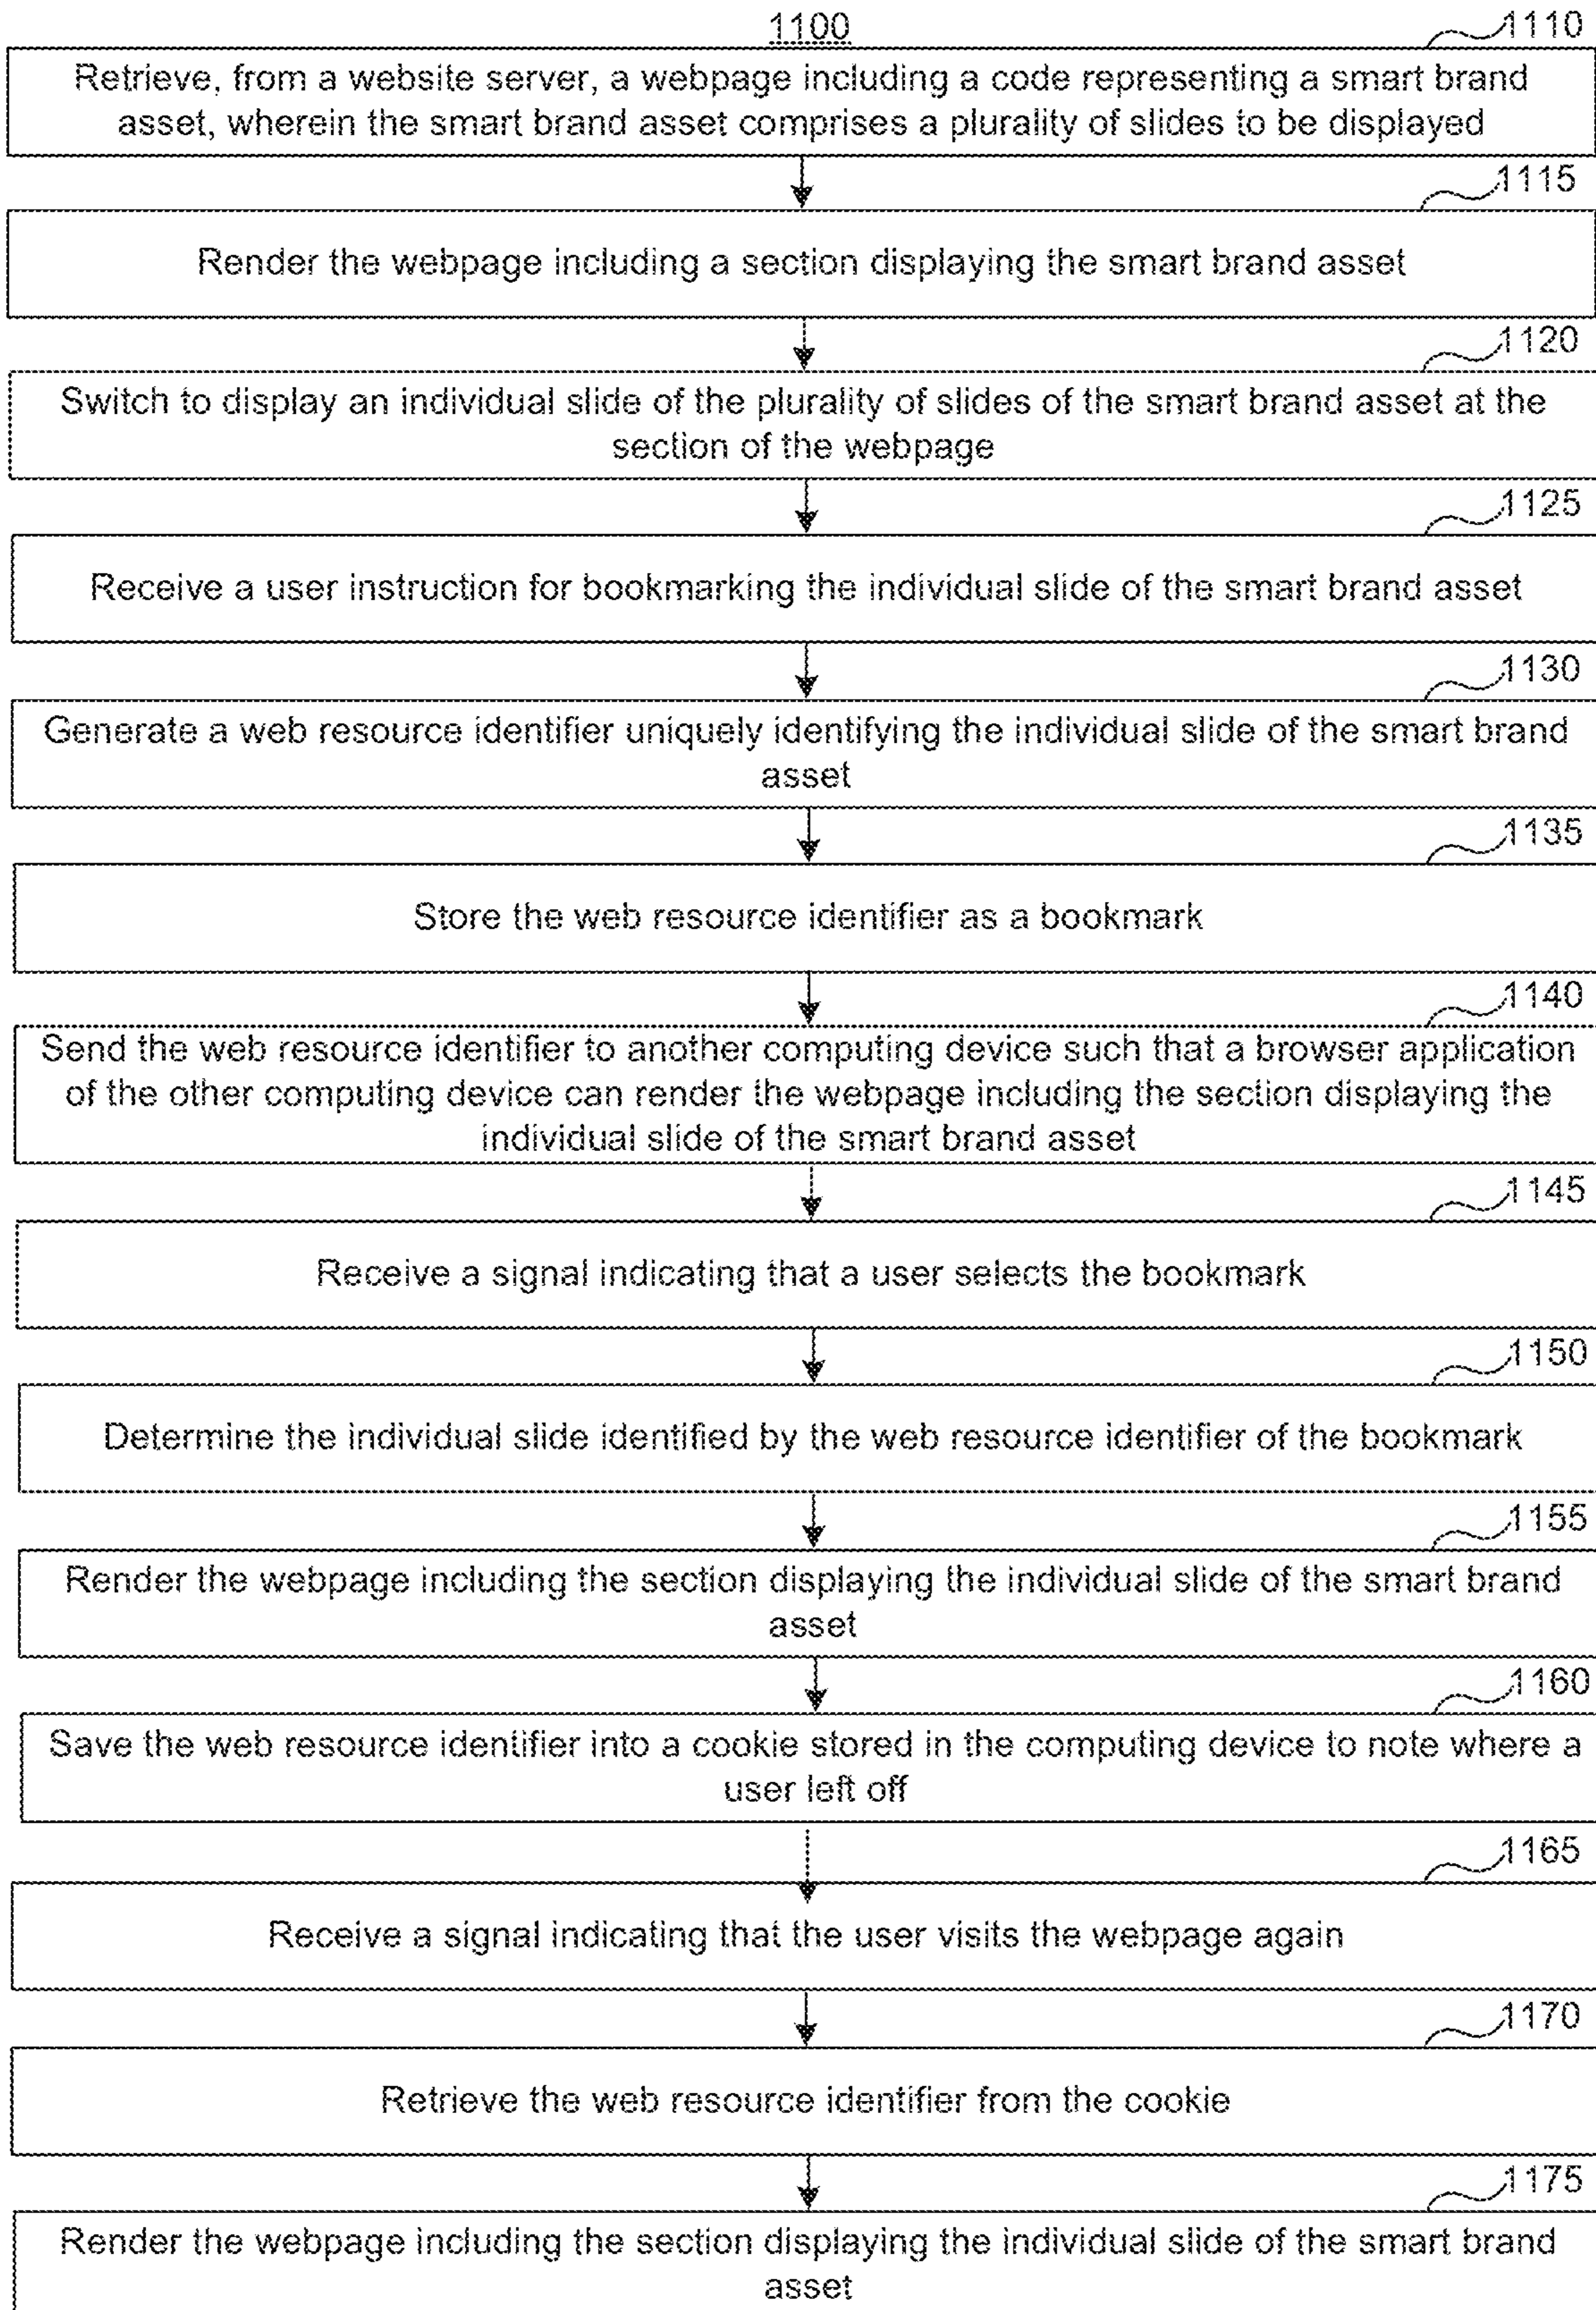 1100
1110
Retrieve, from a website server, a webpage including a code representing a smart brand
asset, wherein the smart brand asset comprises a plurality of slides to be displayed
1115
Render the webpage including a section displaying the smart brand asset
1120
Switch to display an individual slide of the plurality of slides of the smart brand asset at the
section of the webpage
1125
Receive a user instruction for bookmarking the individual slide of the smart brand asset
1130
Generate a web resource identifier uniquely identifying the individual slide of the smart brand
asset
1135
Store the web resource identifier as a bookmark
1140
Send the web resource identifier to another computing device such that a browser application
of the other computing device can render the webpage including the section displaying the
individual slide of the smart brand asset
1145
Receive a signal indicating that a user selects the bookmark
1150
Determine the individual slide identified by the web resource identifier of the bookmark
1155
Render the webpage including the section displaying the individual slide of the smart brand
asset
1160
Save the web resource identifier into a cookie stored in the computing device to note where a
user left off
1165
Receive a signal indicating that the user visits the webpage again
1170
Retrieve the web resource identifier from the cookie
1175
Render the webpage including the section displaying the individual slide of the smart brand
asset